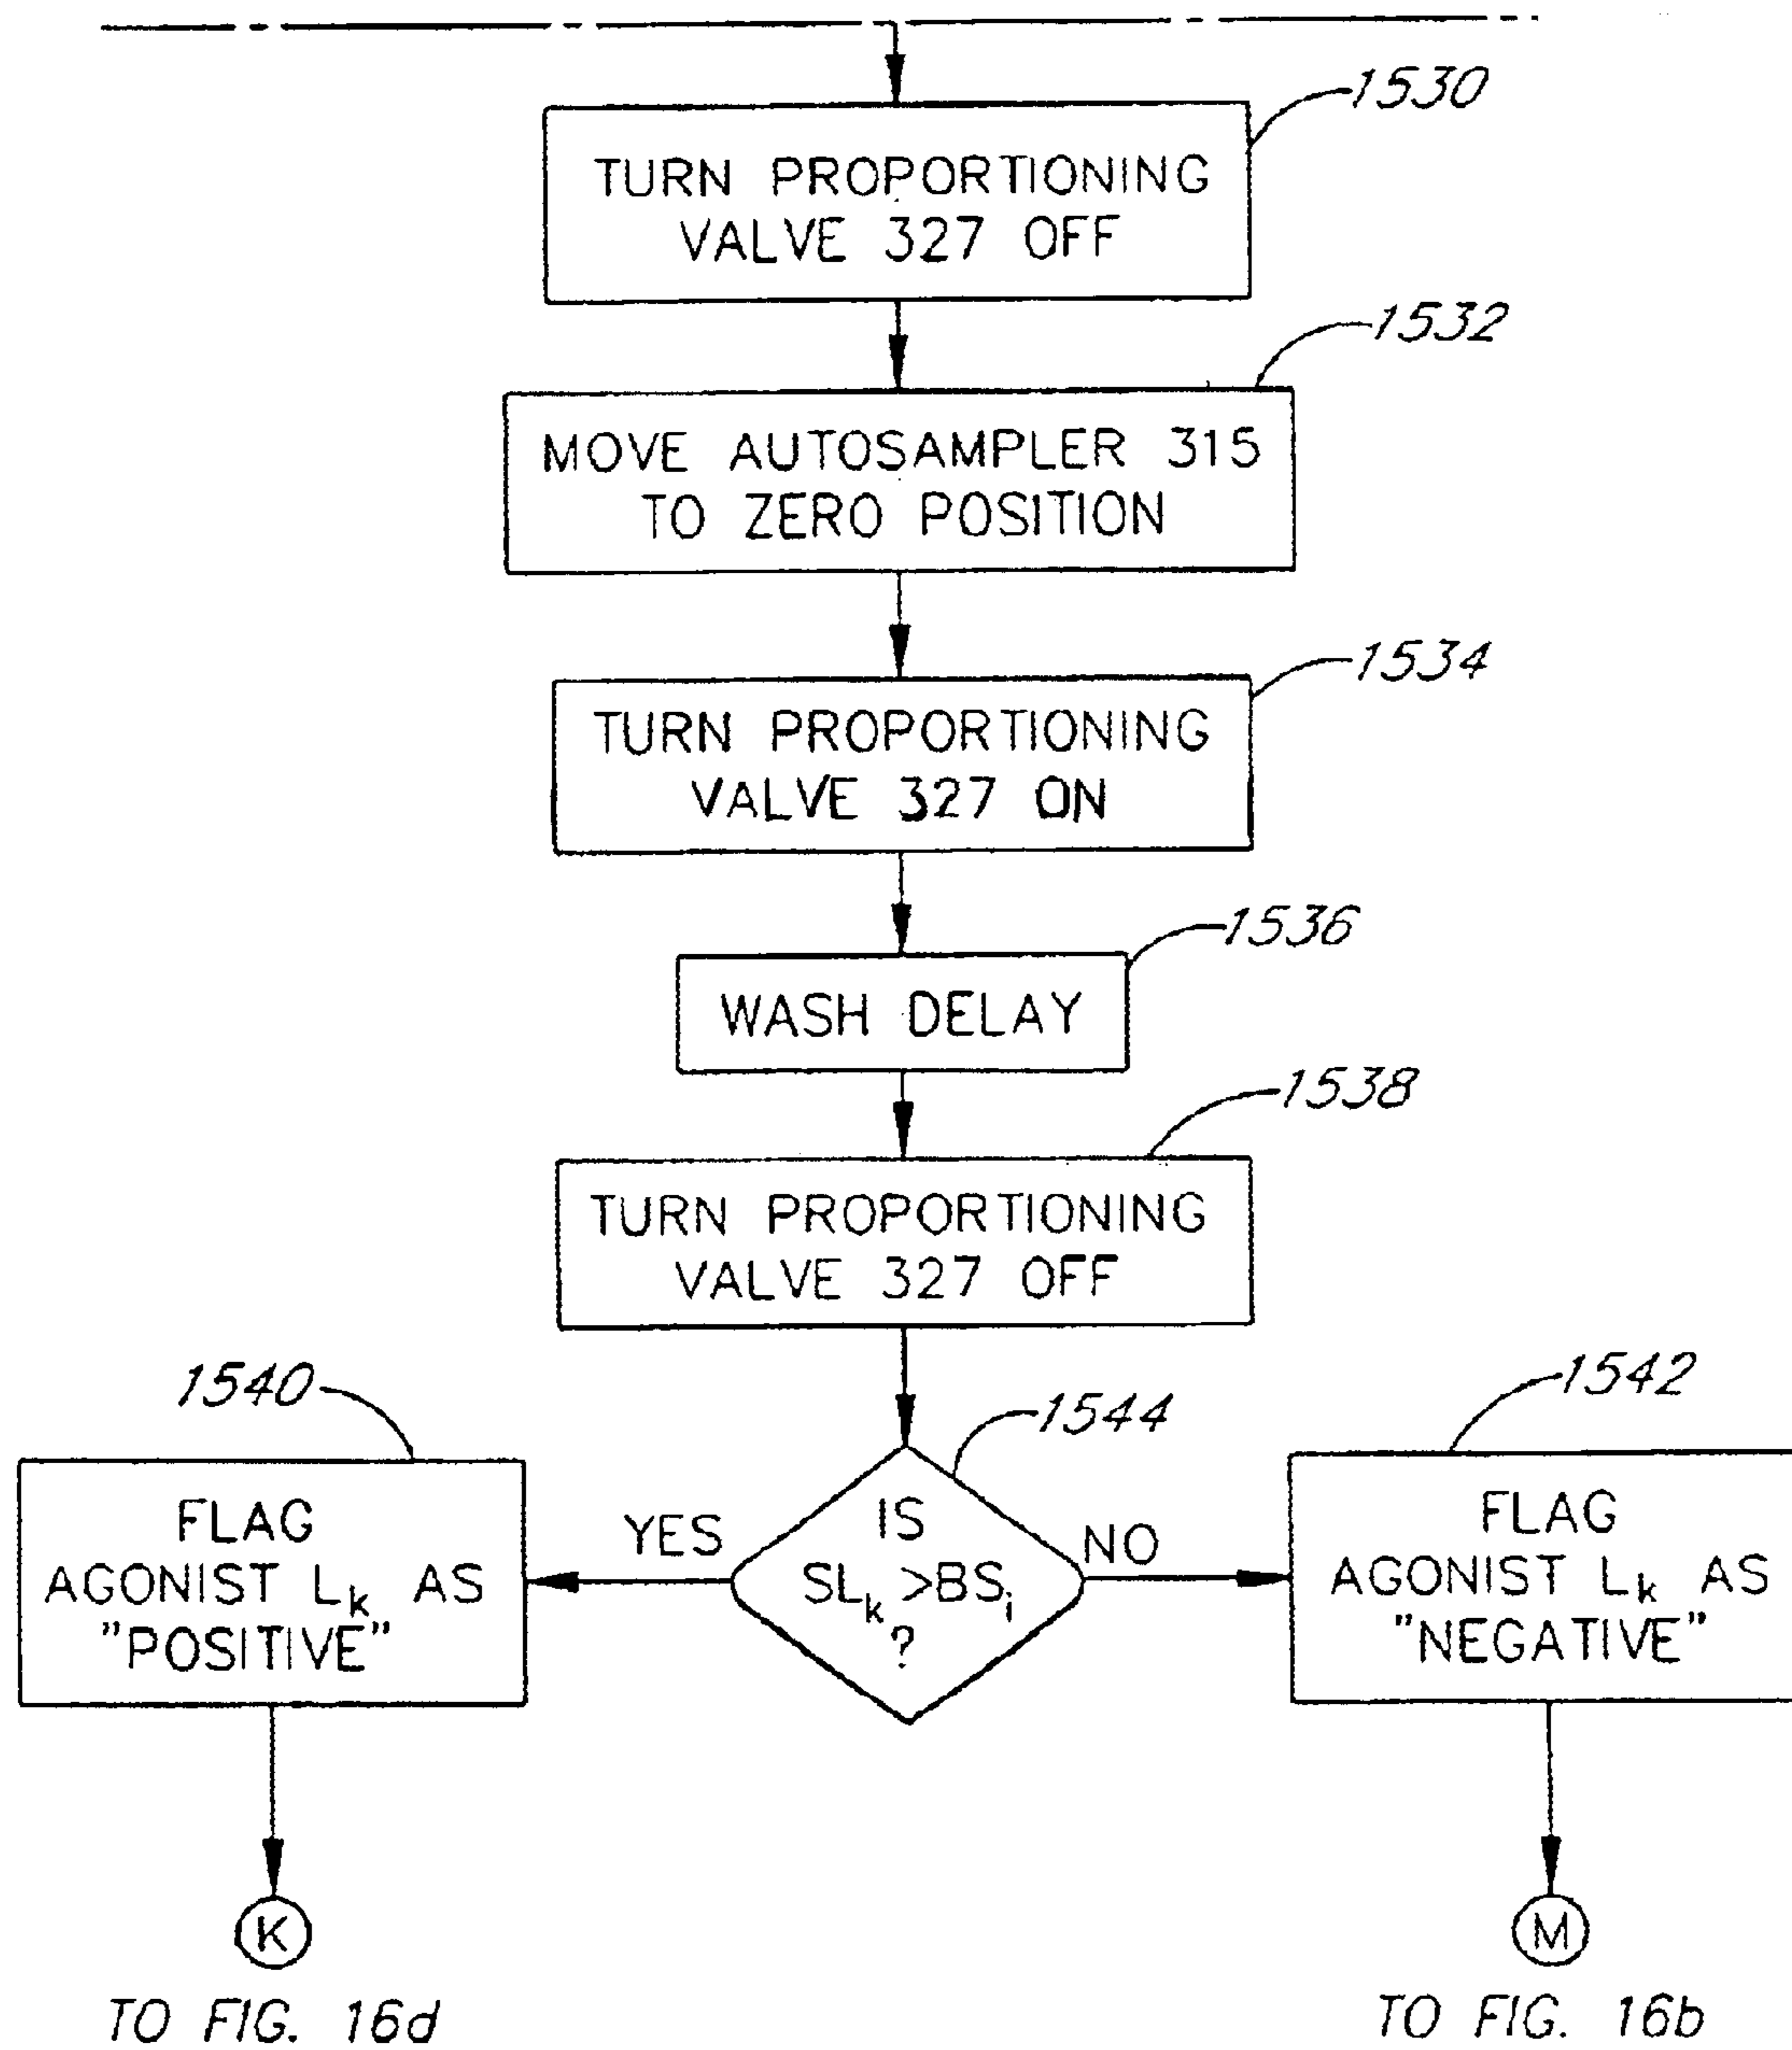 1530
TURN PROPORTIONING
VALVE 327 OFF
1532
MOVE AUTOSAMPLER 315
TO ZERO POSITION
1534
TURN PROPORTIONING
VALVE 327 ON
1536
WASH DELAY
1538
TURN PROPORTIONING
VALVE 327 OFF
1540
FLAG
AGONIST Lk AS
"POSITIVE"
YES
1544
IS
SLk >BSi
?
NO
1542
FLAG
AGONIST Lk AS
"NEGATIVE"
K
TO FIG. 16d
M
TO FIG. 16b